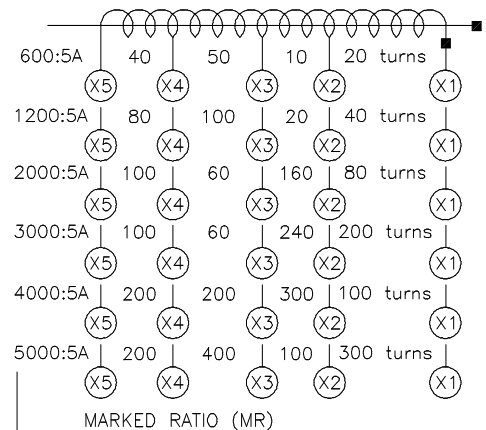 600:5A 40 50 10 20 turns
X5 X4 X3 X2 X1
1200:5A 80 100 20 40 turns
X5 X4 X3 X2 X1
2000:5A 100 60 160 80 turns
X5 X4 X3 X2 X1
3000:5A 100 60 240 200 turns
X5 X4 X3 X2 X1
4000:5A 200 200 300 100 turns
X5 X4 X3 X2 X1
5000:5A 200 400 100 300 turns
X5 X4 X3 X2 X1
MARKED RATIO (MR)